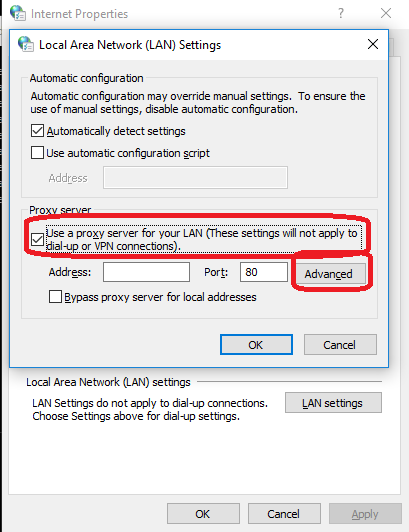 Internet Properties
Local Area Network (LAN) Settings
Automatic configuration
Automatic configuration may override manual settings. To ensure the
use of manual settings, disable automatic configuration.
Automatically detect settings
Use automatic configuration script
Address
Proxy server
Use a proxy server for your LAN (These settings will not apply to
dial-up or VPN connections).
Address:
Port: 80
Advanced
Bypass proxy server for local addresses
OK
Cancel
Local Area Network (LAN) settings
LAN Settings do not apply to dial-up connections.
Choose Settings above for dial-up settings.
LAN settings
OK
Cancel
Apply